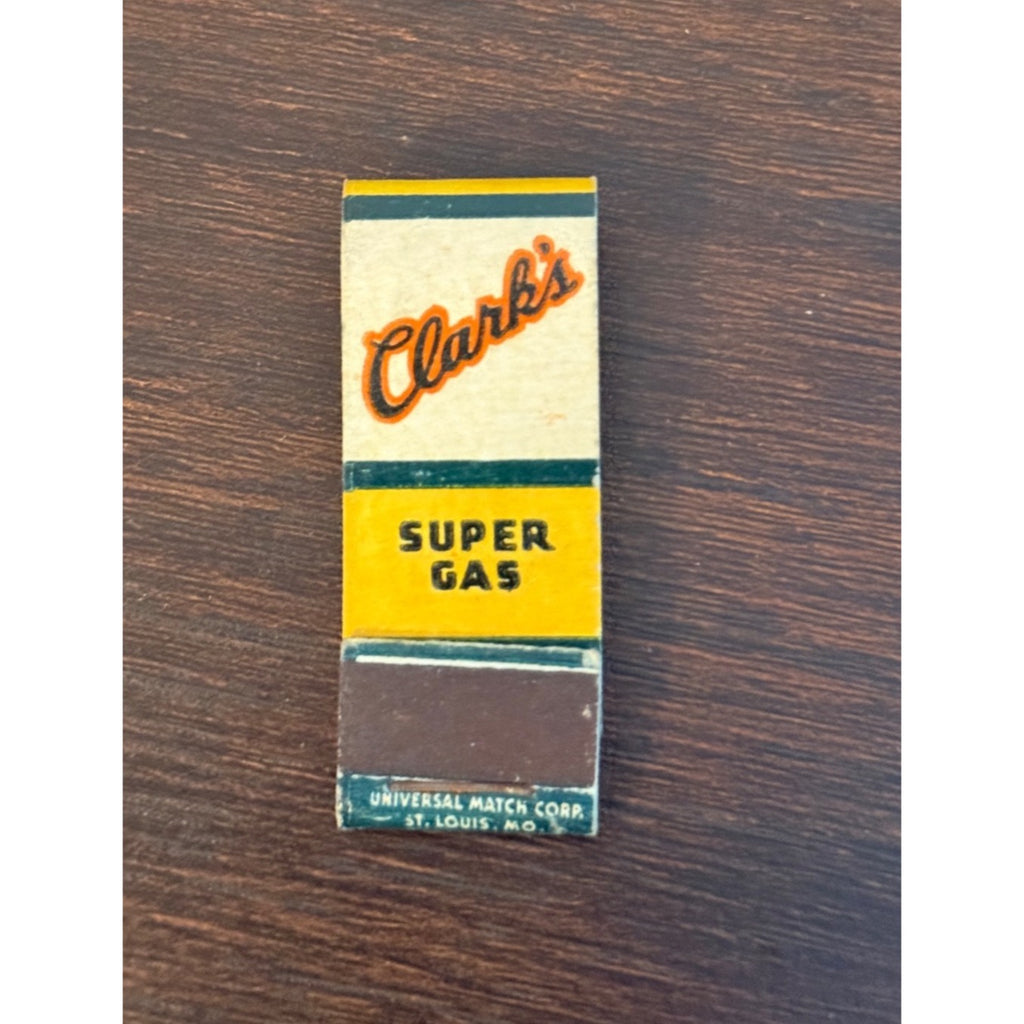 Clark's
SUPER
GAS
UNIVERSAL MATCH CORP.
ST. LOUIS, MO.